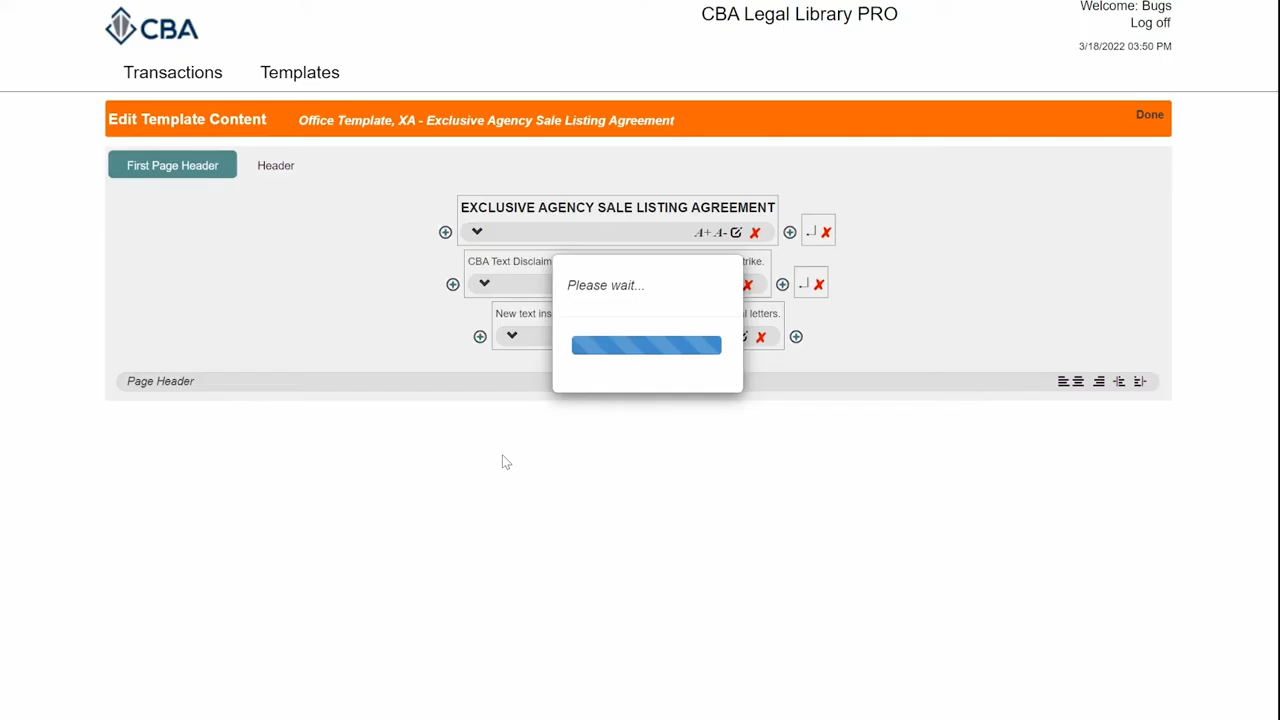 CBA
CBA Legal Library PRO
Welcome: Bugs
Log off
3/18/2022 03:50 PM
Transactions Templates
Edit Template Content Office Template, XA - Exclusive Agency Sale Listing Agreement Done
First Page Header Header
EXCLUSIVE AGENCY SALE LISTING AGREEMENT
A+ A-
CBA Text Disclaim trike.
Please wait...
New text ins l letters.
Page Header